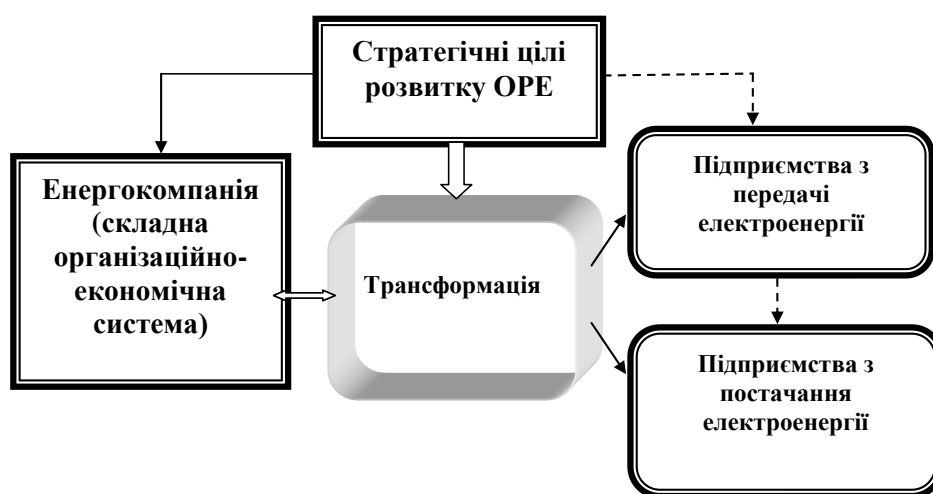 Стратегічні цілі
розвитку ОРЕ
Енергокомпанія
(складна
організаційно-
економічна
система)
Трансформація
Підприємства з
передачі
електроенергії
Підприємства з
постачання
електроенергії